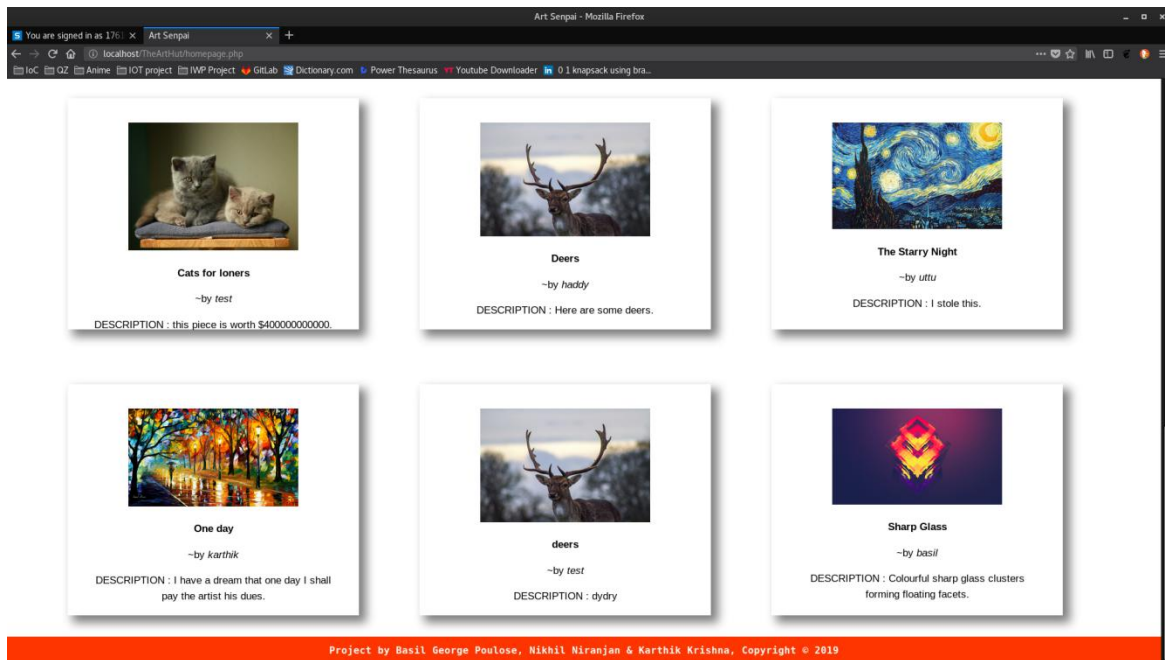 Art Senpai - Mozilla Firefox
You are signed in as 1761
Art Senpai
localhost/TheArtHut/homepage.php
IoC QZ Anime IOT project IWP Project GitLab Dictionary.com Power Thesaurus Youtube Downloader 0 1 knapsack using bra...
Cats for loners
~by test
DESCRIPTION : this piece is worth $400000000000.
Deers
~by haddy
DESCRIPTION : Here are some deers.
The Starry Night
~by uttu
DESCRIPTION : I stole this.
One day
~by karthik
DESCRIPTION : I have a dream that one day I shall
pay the artist his dues.
deers
~by test
DESCRIPTION : dydry
Sharp Glass
~by basil
DESCRIPTION : Colourful sharp glass clusters
forming floating facets.
Project by Basil George Poulose, Nikhil Niranjan & Karthik Krishna, Copyright © 2019